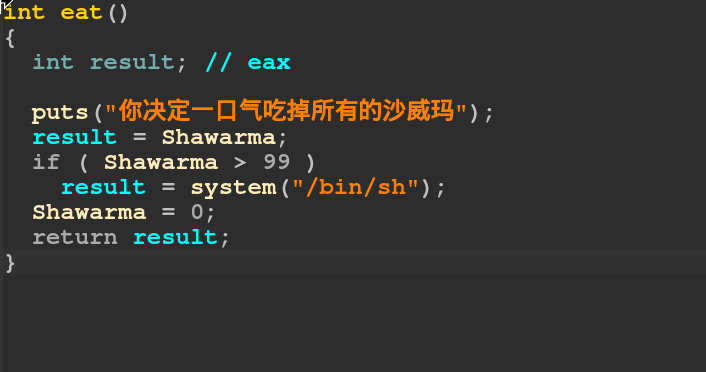 int eat()
{
  int result; // eax

  puts("你决定一口气吃掉所有的沙威玛");
  result = Shawarma;
  if ( Shawarma > 99 )
    result = system("/bin/sh");
  Shawarma = 0;
  return result;
}